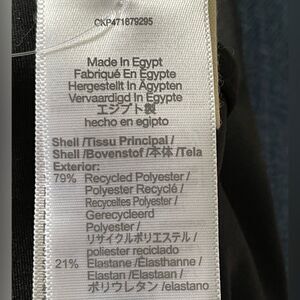 CKP471879295
Made In Egypt
Fabriqué En Égypte
Hergestellt In Ägypten
Vervaardigd In Egypte
エジプト製
hecho en egipto
Shell /Tissu Principal /
Shell /Bovenstof /本体 /Tela
Exterior:
79% Recycled Polyester /
Polyester Recyclé /
Recyceltes Polyester /
Gerecycleerd
Polyester /
リサイクルポリエステル /
poliester reciclado
21% Elastane /Élasthanne /
Elastan /Elastaan /
ポリウレタン /elastano